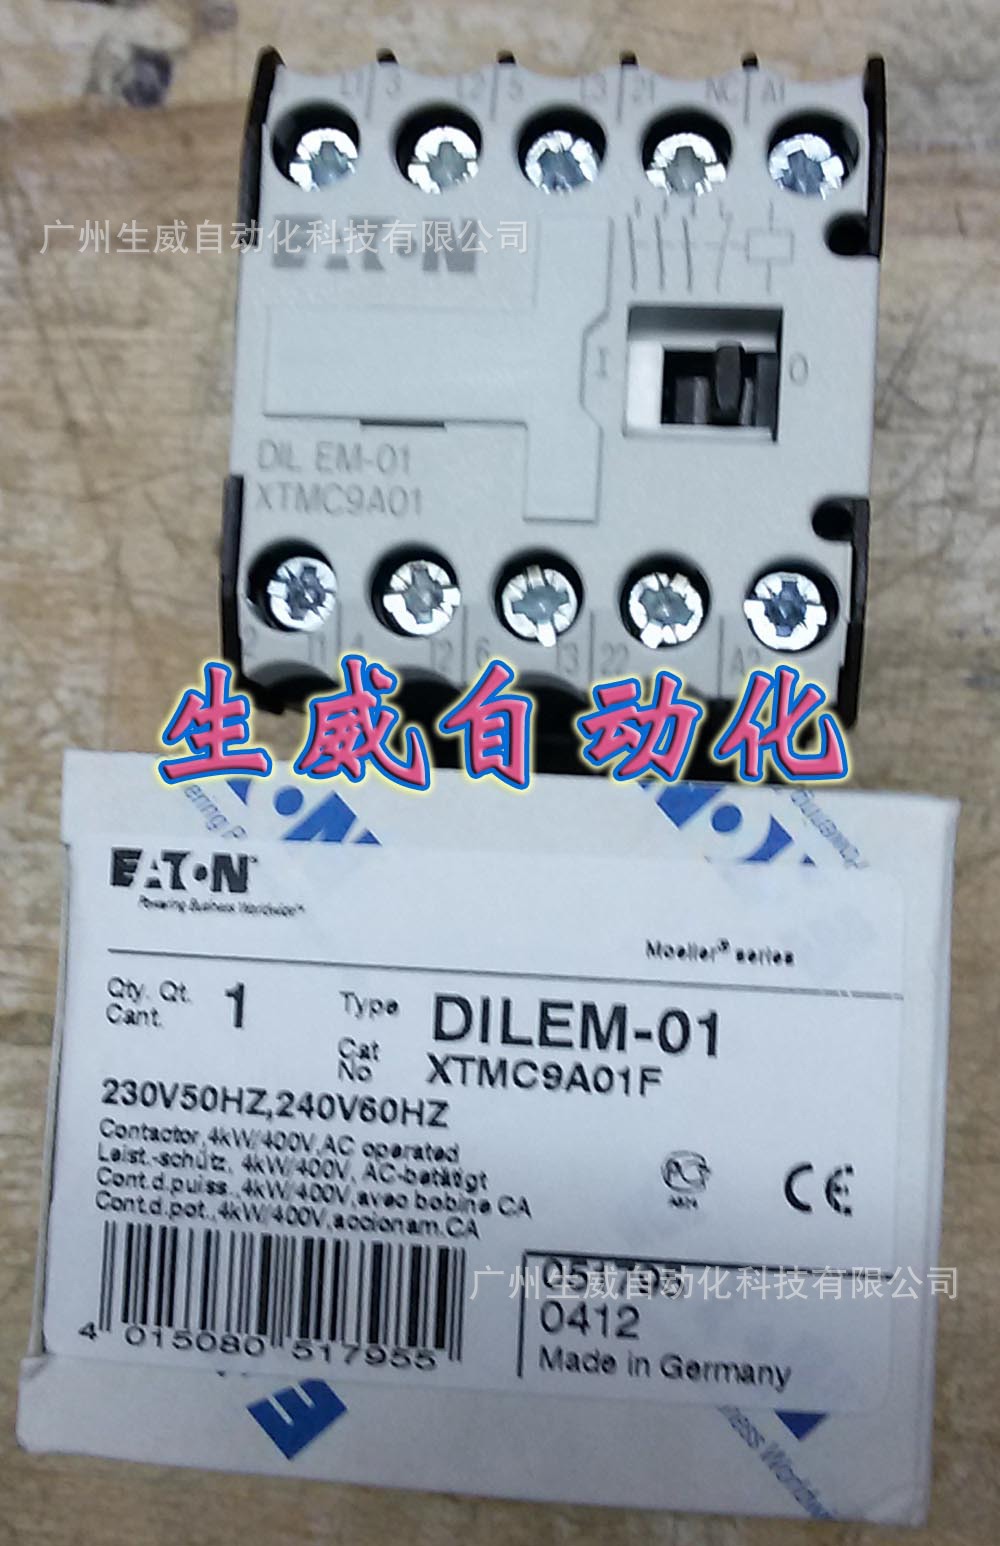 L1 3 L2 5 L3 21 NC A1
广州生威自动化科技有限公司
EATON
I O
DIL EM-01
XTMC9A01
2 T1 4 T2 6 T3 22 A2
生威自动化
EATON
Powering Business Worldwide™
Moeller® series
Qty. Qt. 1 Type DILEM-01
Cant.
Cat No XTMC9A01F
230V50HZ,240V60HZ
Contactor,4kW/400V,AC operated
Leist.-schütz, 4kW/400V, AC-betätigt
Cont.d.puiss.,4kW/400V,avec bobine CA
Cont.d.pot.,4kW/400V,accionam.CA
CE
广州生威自动化科技有限公司
0412
Made in Germany
4 015080 517955